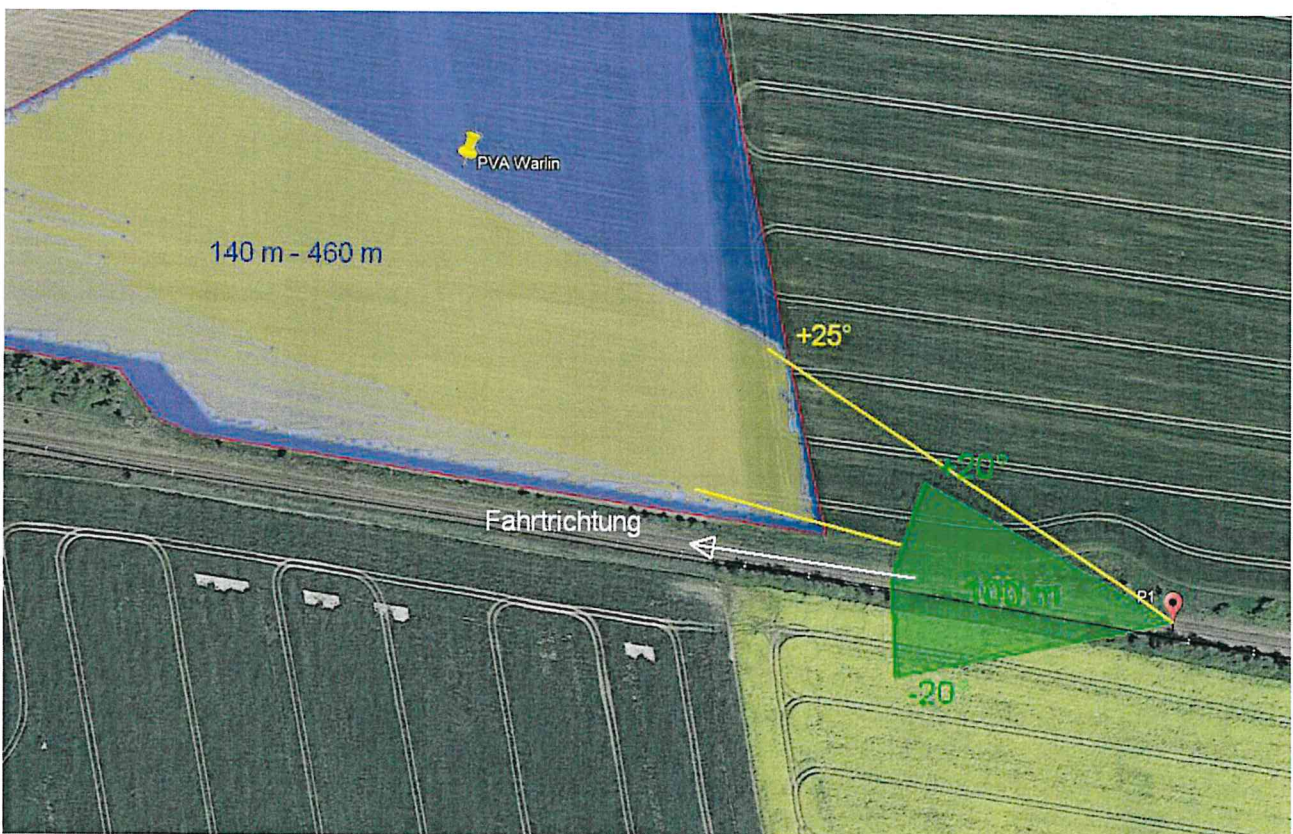 PVA Warlin
140 m - 460 m
+25°
+20°
Fahrtrichtung
100 m
P1
-20°